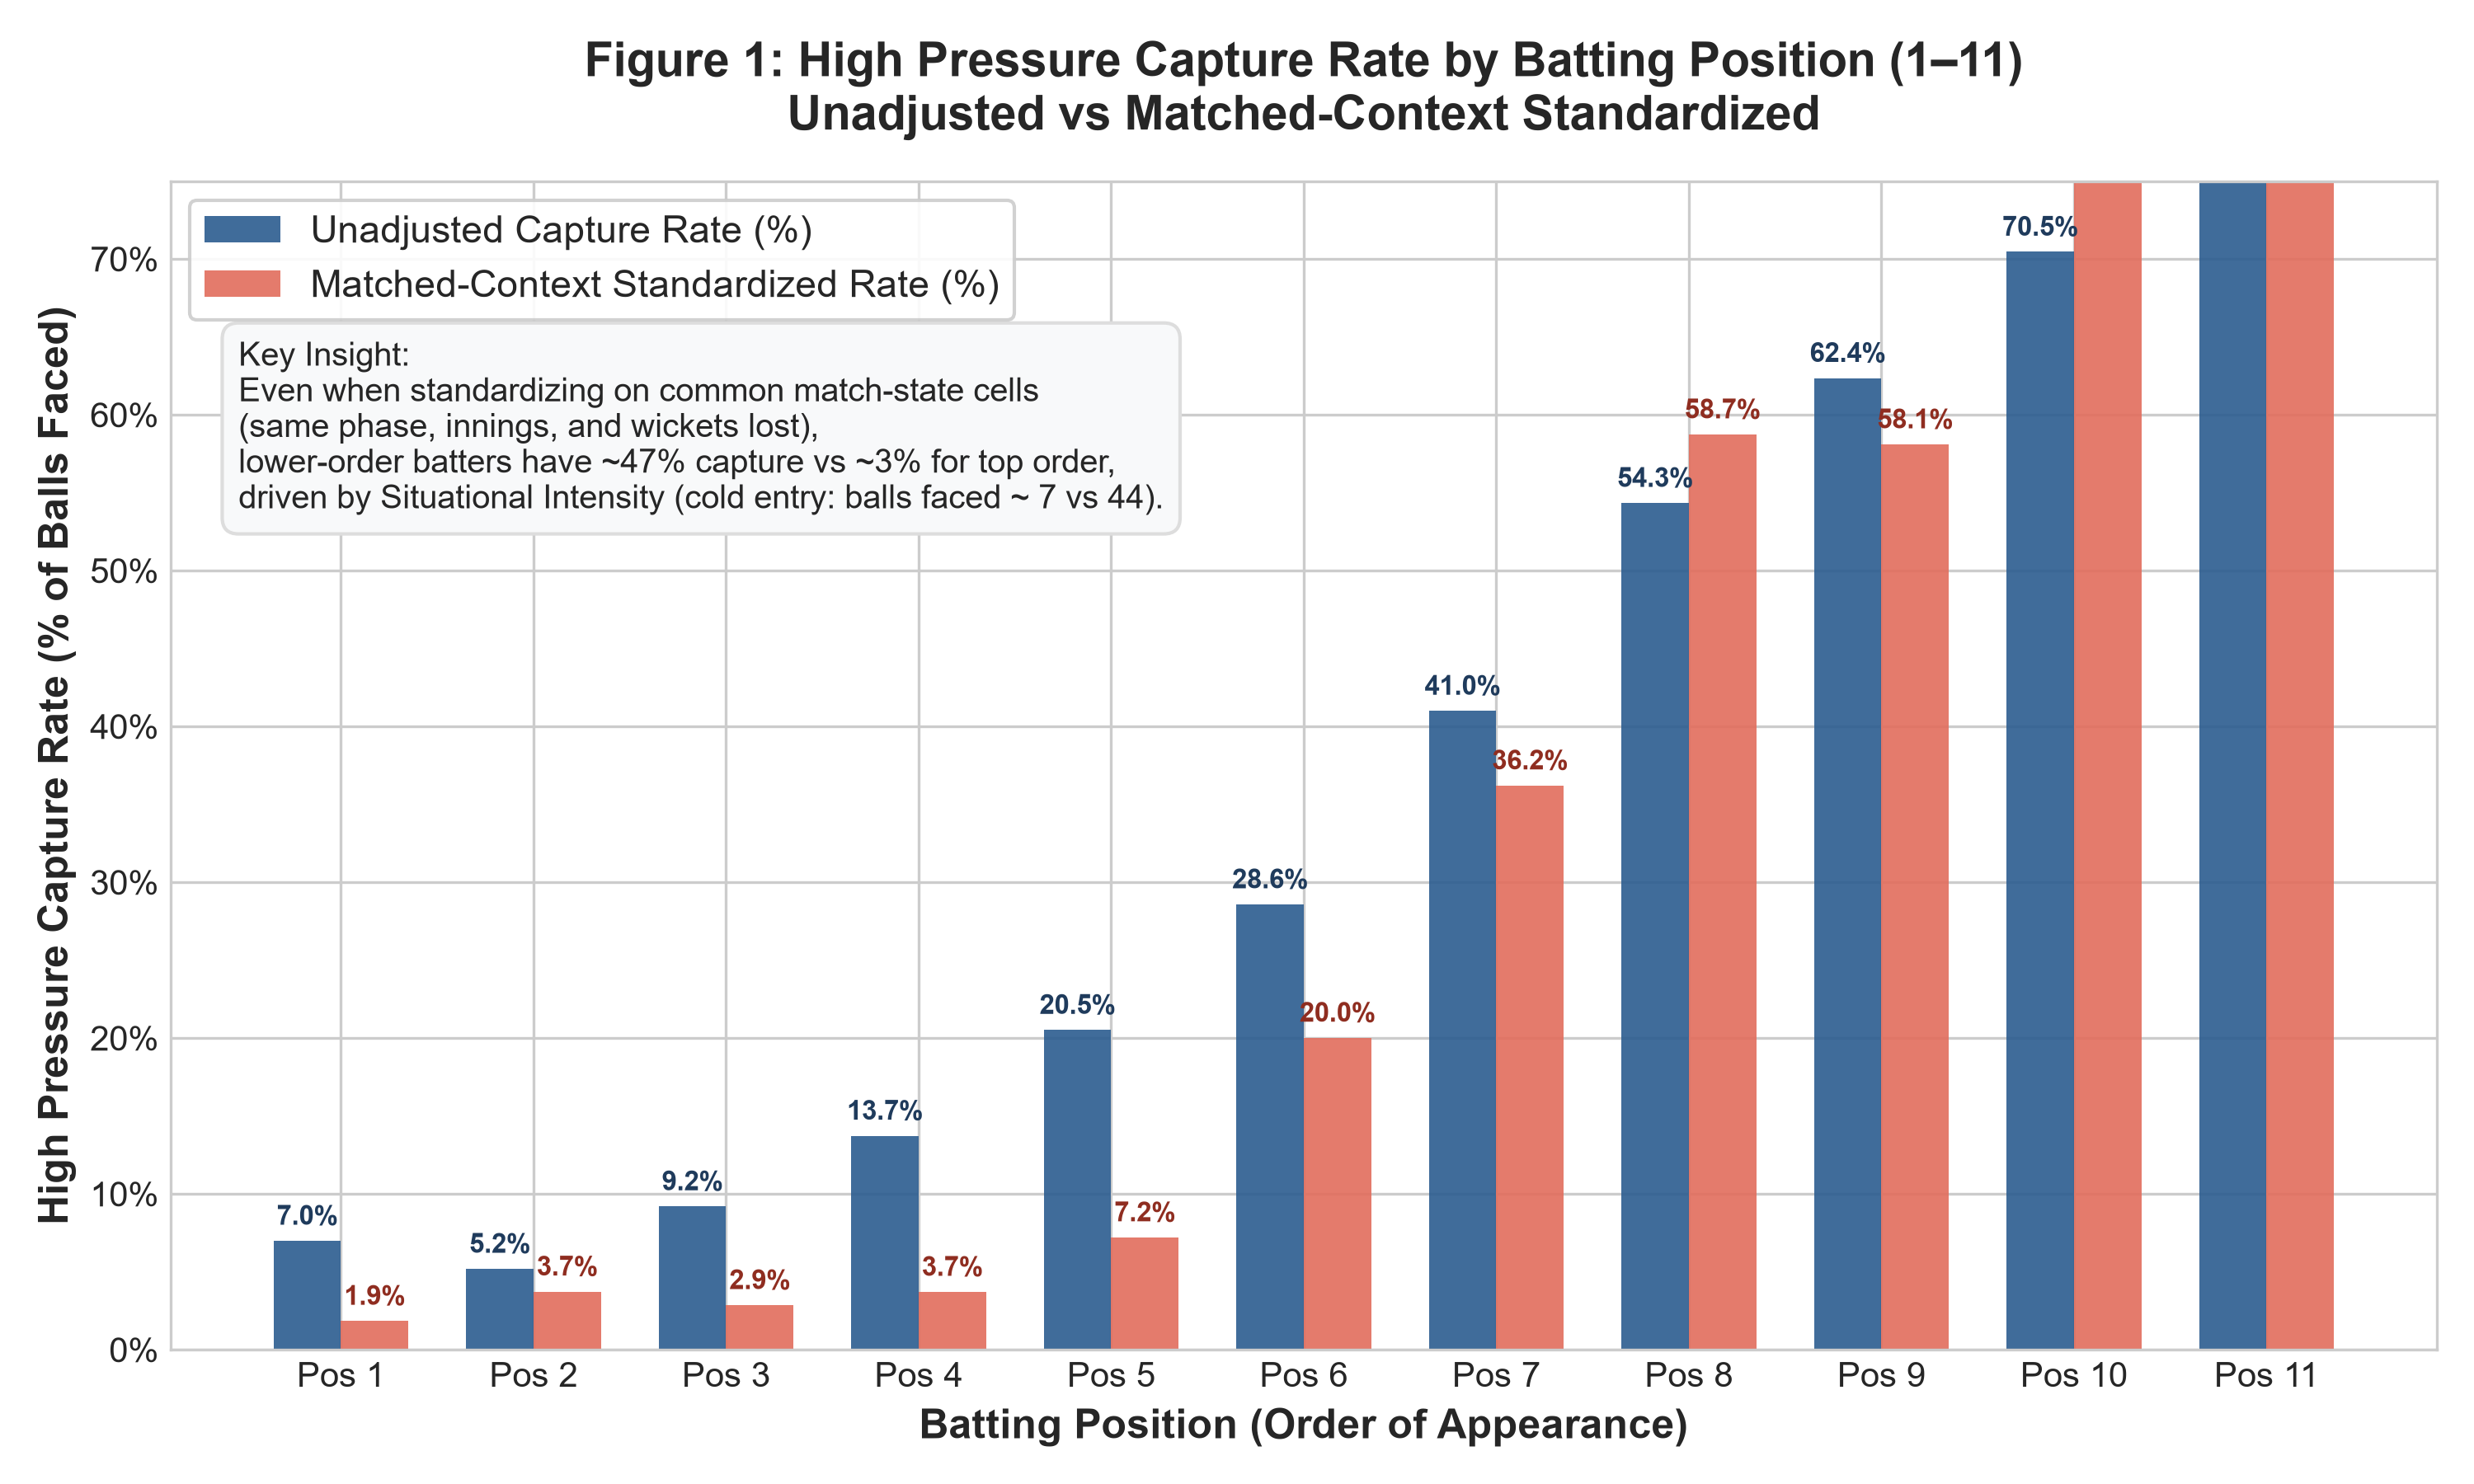 Figure 1: High Pressure Capture Rate by Batting Position (1–11)
Unadjusted vs Matched-Context Standardized
Unadjusted Capture Rate (%)
Matched-Context Standardized Rate (%)
Key Insight:
Even when standardizing on common match-state cells
(same phase, innings, and wickets lost),
lower-order batters have ~47% capture vs ~3% for top order,
driven by Situational Intensity (cold entry: balls faced ~ 7 vs 44).
High Pressure Capture Rate (% of Balls Faced)
70%
60%
50%
40%
30%
20%
10%
0%
7.0%
1.9%
5.2%
3.7%
9.2%
2.9%
13.7%
3.7%
20.5%
7.2%
28.6%
20.0%
41.0%
36.2%
54.3%
58.7%
62.4%
58.1%
70.5%
Pos 1
Pos 2
Pos 3
Pos 4
Pos 5
Pos 6
Pos 7
Pos 8
Pos 9
Pos 10
Pos 11
Batting Position (Order of Appearance)